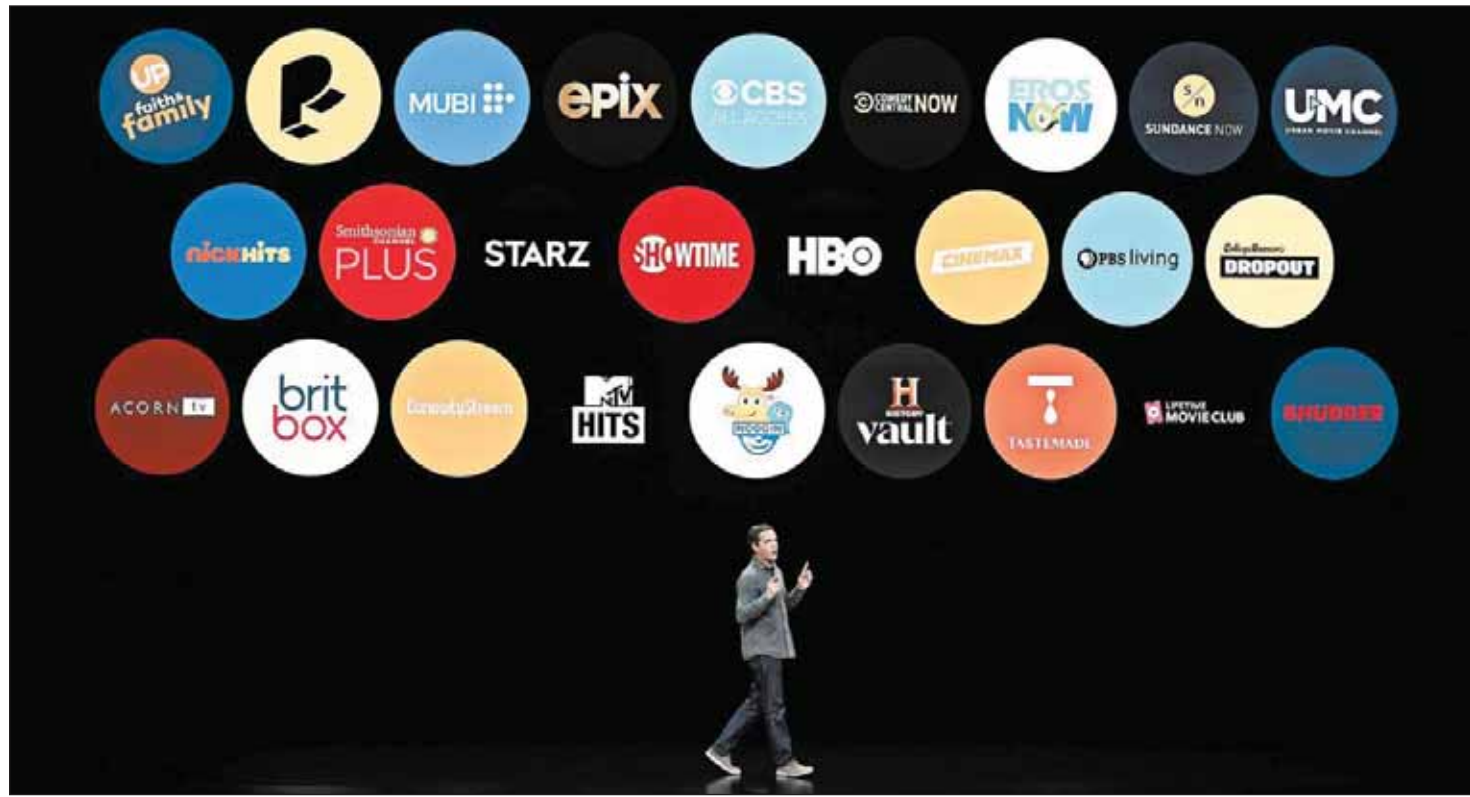 UP
faith &
family
P
MUBI
ePIX
CBS
ALL ACCESS
COMEDY
CENTRAL NOW
EROS
NOW
s/n
SUNDANCE NOW
UMC
URBAN MOVIE CHANNEL
nickHITS
Smithsonian
CHANNEL
PLUS
STARZ
SHOWTIME
HBO
CINEMAX
PBS living
CollegeHumor's
DROPOUT
ACORN tv
brit
box
CuriosityStream
MTV
HITS
NOGGIN
H
HISTORY
vault
T
TASTEMADE
LIFETIME
MOVIE CLUB
SHUDDER